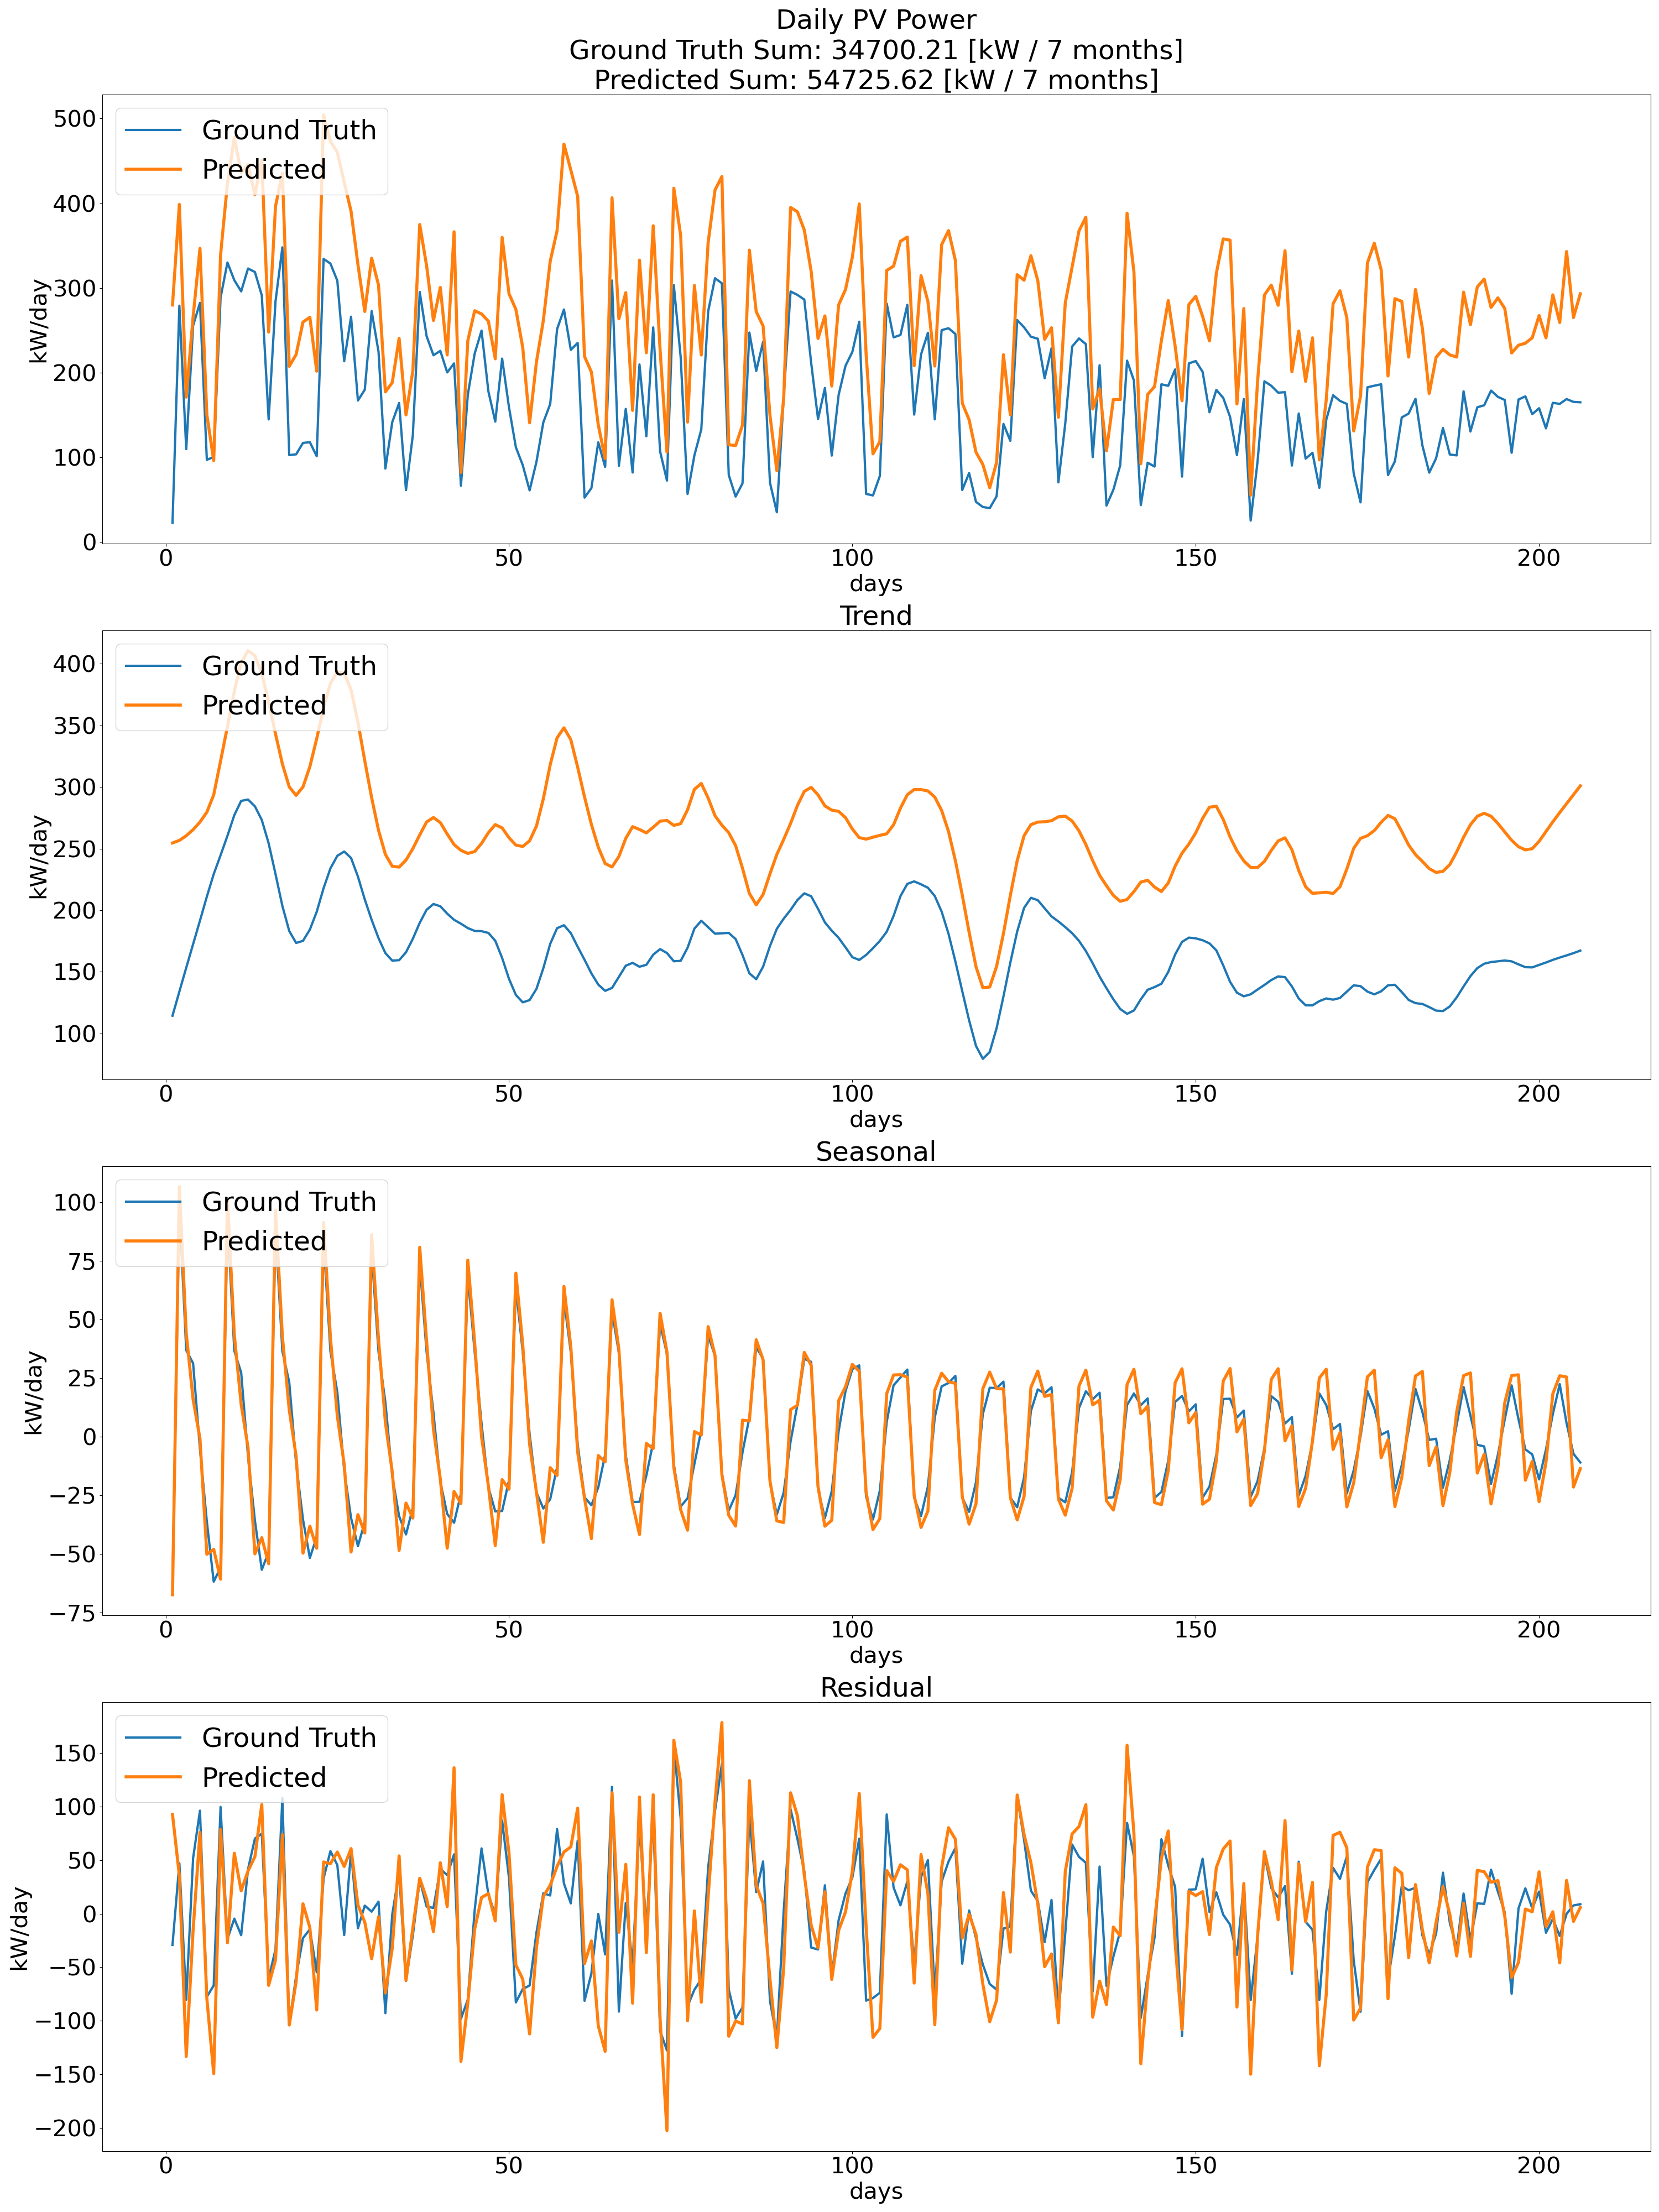 Daily PV Power
Ground Truth Sum: 34700.21 [kW / 7 months]
Predicted Sum: 54725.62 [kW / 7 months]
500
400
300
200
100
0
kW/day
Ground Truth
Predicted
0 50 100 150 200
days
Trend
400
350
300
250
200
150
100
kW/day
Ground Truth
Predicted
0 50 100 150 200
days
Seasonal
100
75
50
25
0
−25
−50
−75
kW/day
Ground Truth
Predicted
0 50 100 150 200
days
Residual
150
100
50
0
−50
−100
−150
−200
kW/day
Ground Truth
Predicted
0 50 100 150 200
days